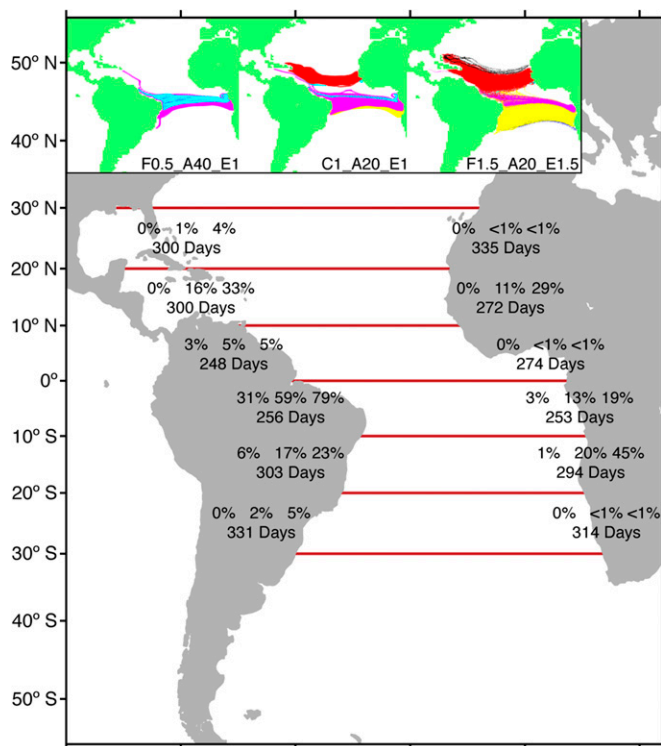 50° N
40° N
30° N
20° N
10° N
0°
10° S
20° S
30° S
40° S
50° S
F0.5_A40_E1
C1_A20_E1
F1.5_A20_E1.5
0% 1% 4%
300 Days
0% <1% <1%
335 Days
0% 16% 33%
300 Days
0% 11% 29%
272 Days
3% 5% 5%
248 Days
0% <1% <1%
274 Days
31% 59% 79%
256 Days
3% 13% 19%
253 Days
6% 17% 23%
303 Days
1% 20% 45%
294 Days
0% 2% 5%
331 Days
0% <1% <1%
314 Days